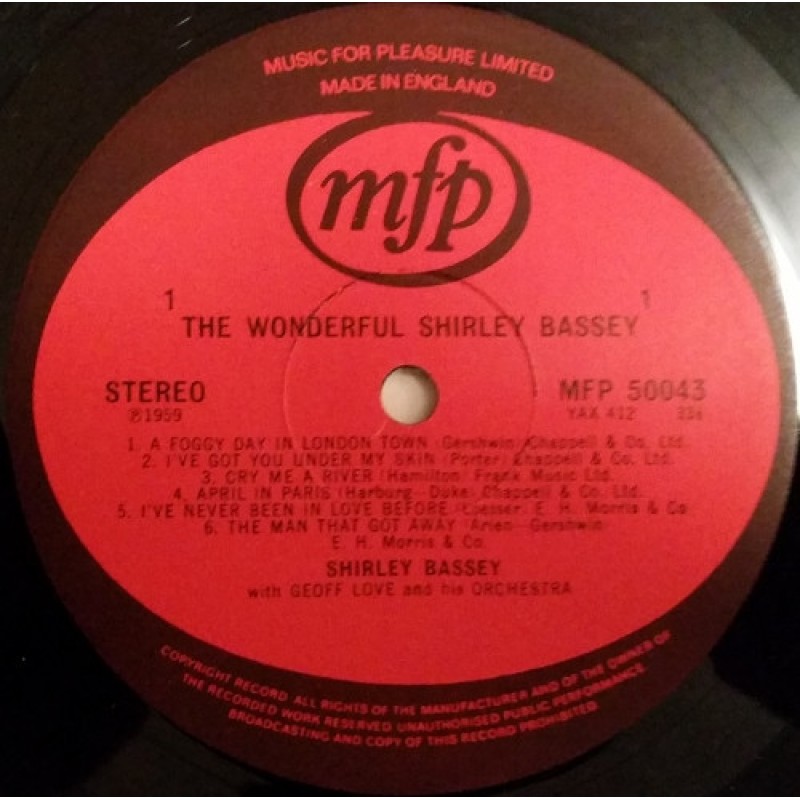 MUSIC FOR PLEASURE LIMITED
MADE IN ENGLAND
mfp
1 1
THE WONDERFUL SHIRLEY BASSEY
STEREO MFP 50043
℗1959 YAX 412 33⅓
1. A FOGGY DAY IN LONDON TOWN (Gershwin) Chappell & Co. Ltd.
2. I'VE GOT YOU UNDER MY SKIN (Porter) Chappell & Co. Ltd.
3. CRY ME A RIVER (Hamilton) Frank Music Ltd.
4. APRIL IN PARIS (Harburg—Duke) Chappell & Co. Ltd.
5. I'VE NEVER BEEN IN LOVE BEFORE (Loesser) E. H. Morris & Co.
6. THE MAN THAT GOT AWAY (Arlen—Gershwin)
E. H. Morris & Co.
SHIRLEY BASSEY
with GEOFF LOVE and his ORCHESTRA
COPYRIGHT RECORD ALL RIGHTS OF THE MANUFACTURER AND OF THE OWNER OF
THE RECORDED WORK RESERVED UNAUTHORISED PUBLIC PERFORMANCE
BROADCASTING AND COPY OF THIS RECORD PROHIBITED